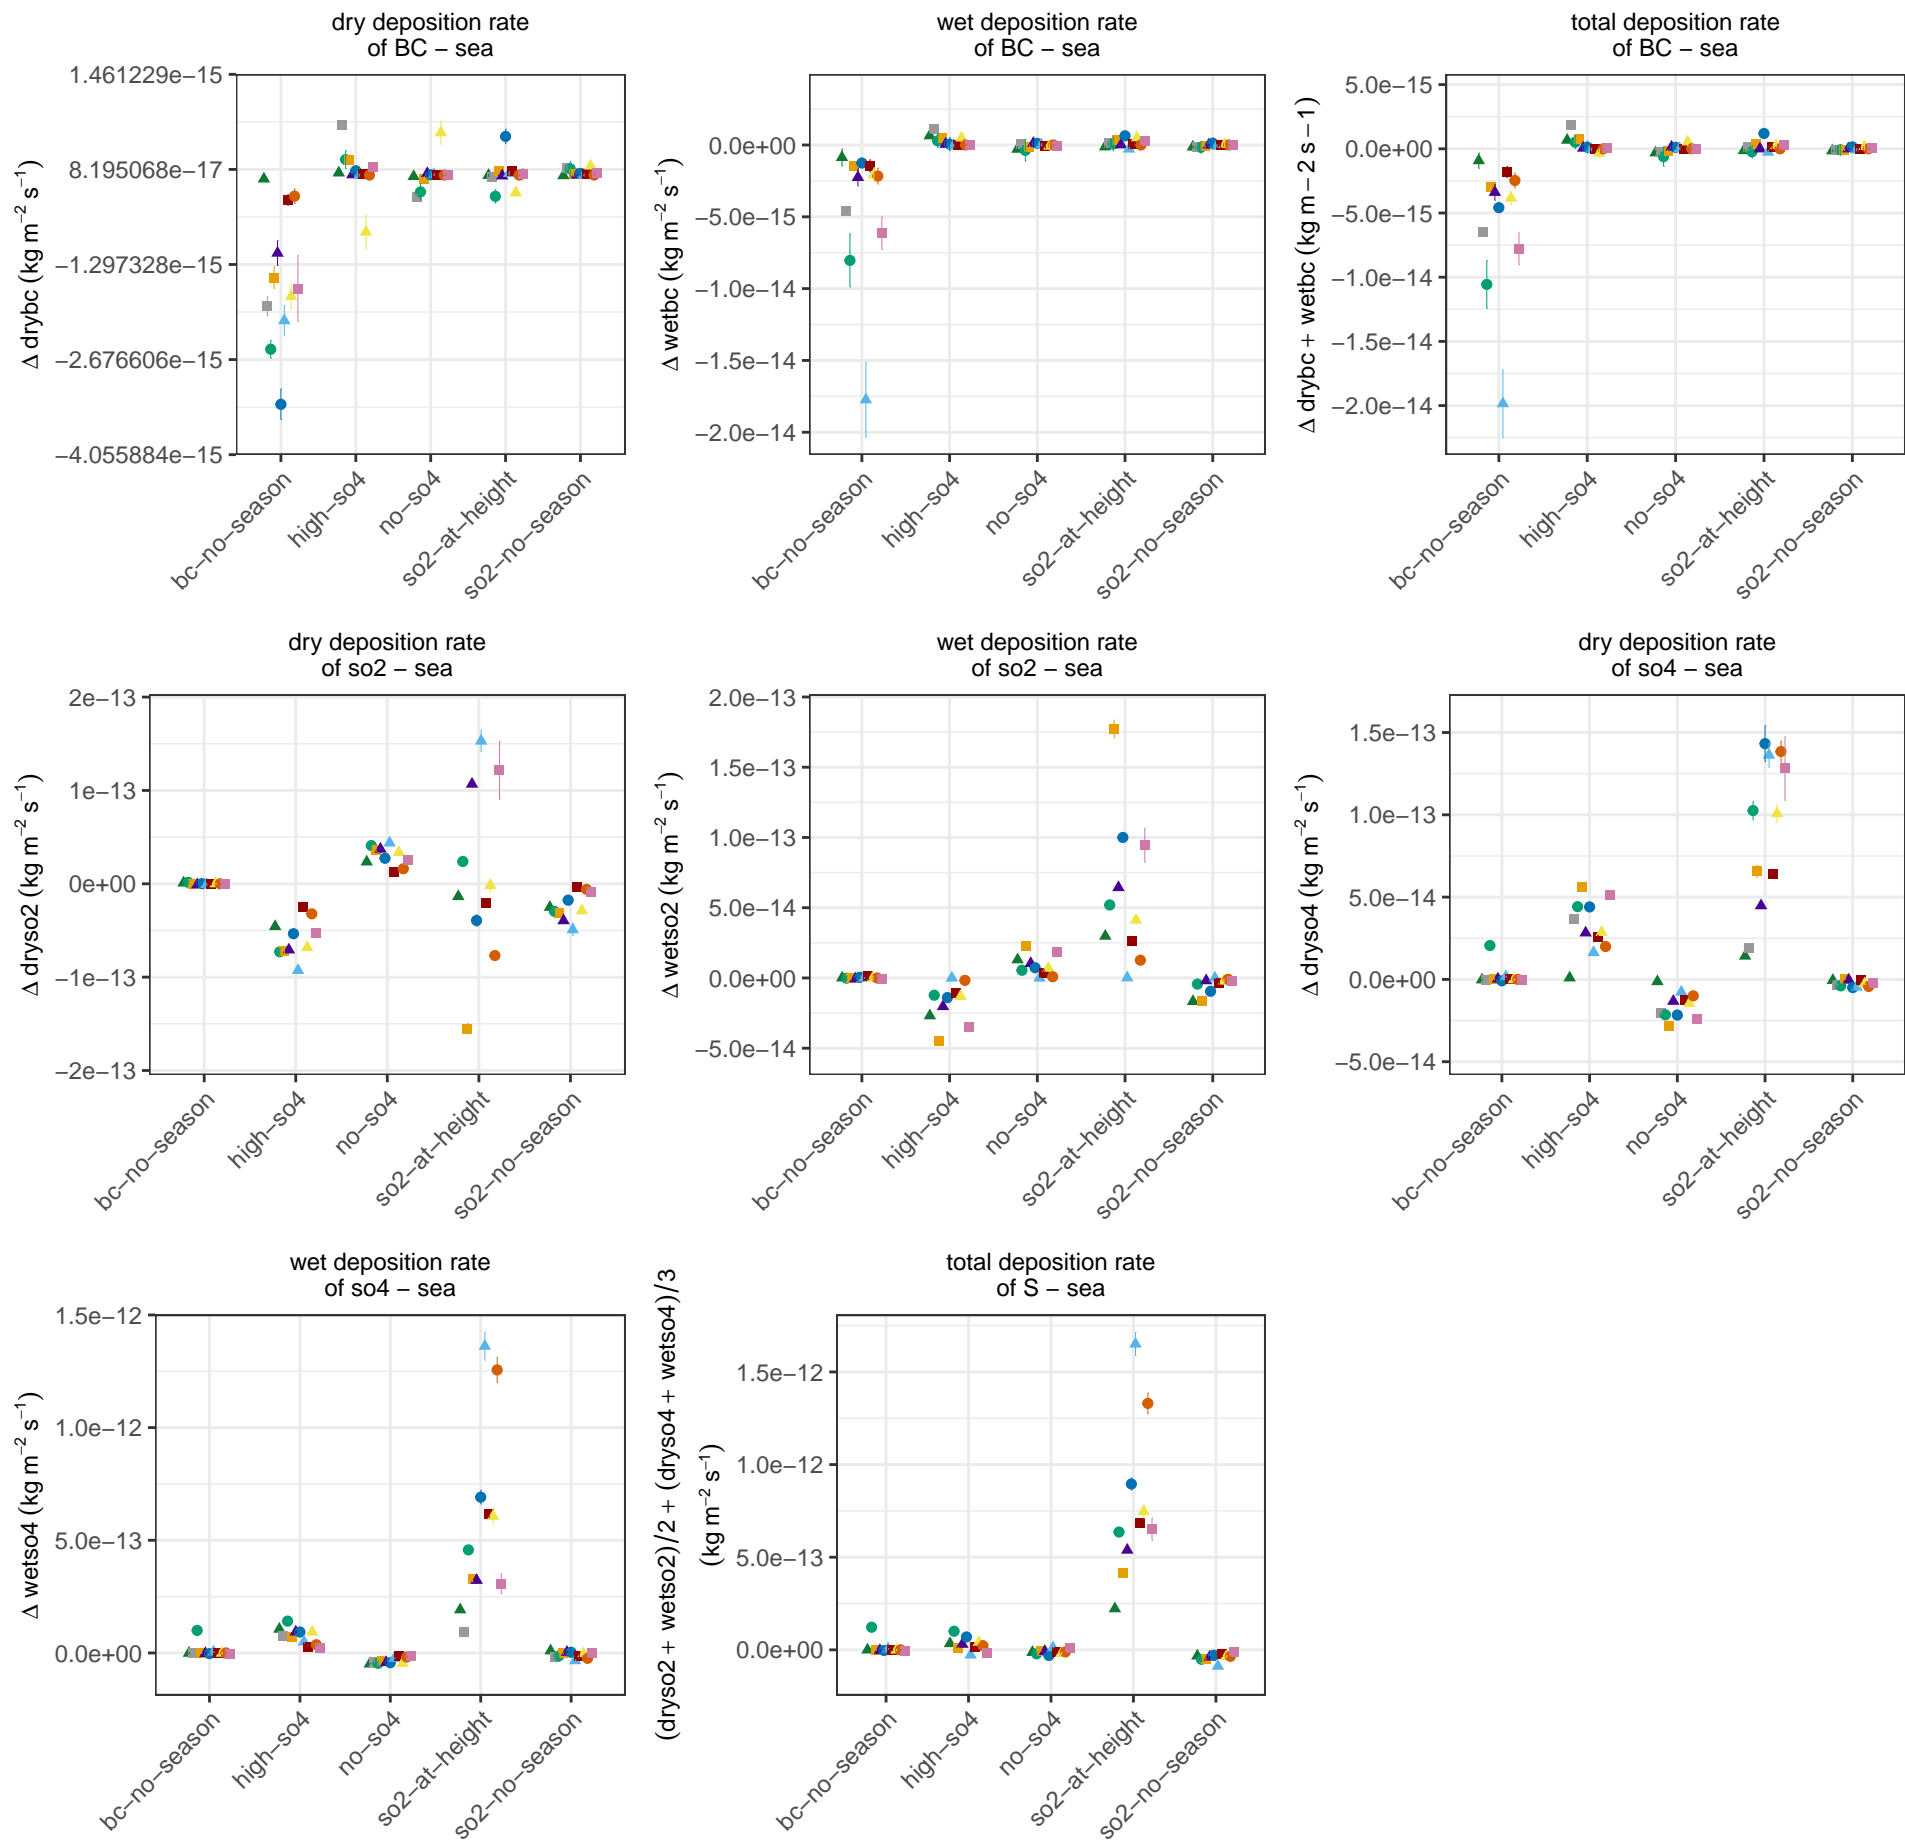 dry deposition rate
of BC − sea
Δ drybc (kg m−2 s−1)
1.461229e−15
8.195068e−17
−1.297328e−15
−2.676606e−15
−4.055884e−15
bc−no−season
high−so4
no−so4
so2−at−height
so2−no−season
wet deposition rate
of BC − sea
Δ wetbc (kg m−2 s−1)
0.0e+00
−5.0e−15
−1.0e−14
−1.5e−14
−2.0e−14
bc−no−season
high−so4
no−so4
so2−at−height
so2−no−season
total deposition rate
of BC − sea
Δ drybc + wetbc (kg m − 2 s − 1)
5.0e−15
0.0e+00
−5.0e−15
−1.0e−14
−1.5e−14
−2.0e−14
bc−no−season
high−so4
no−so4
so2−at−height
so2−no−season
dry deposition rate
of so2 − sea
Δ dryso2 (kg m−2 s−1)
2e−13
1e−13
0e+00
−1e−13
−2e−13
bc−no−season
high−so4
no−so4
so2−at−height
so2−no−season
wet deposition rate
of so2 − sea
Δ wetso2 (kg m−2 s−1)
2.0e−13
1.5e−13
1.0e−13
5.0e−14
0.0e+00
−5.0e−14
bc−no−season
high−so4
no−so4
so2−at−height
so2−no−season
dry deposition rate
of so4 − sea
Δ dryso4 (kg m−2 s−1)
1.5e−13
1.0e−13
5.0e−14
0.0e+00
−5.0e−14
bc−no−season
high−so4
no−so4
so2−at−height
so2−no−season
wet deposition rate
of so4 − sea
Δ wetso4 (kg m−2 s−1)
1.5e−12
1.0e−12
5.0e−13
0.0e+00
bc−no−season
high−so4
no−so4
so2−at−height
so2−no−season
total deposition rate
of S − sea
(dryso2 + wetso2)/2 + (dryso4 + wetso4)/3
(kg m−2 s−1)
1.5e−12
1.0e−12
5.0e−13
0.0e+00
bc−no−season
high−so4
no−so4
so2−at−height
so2−no−season